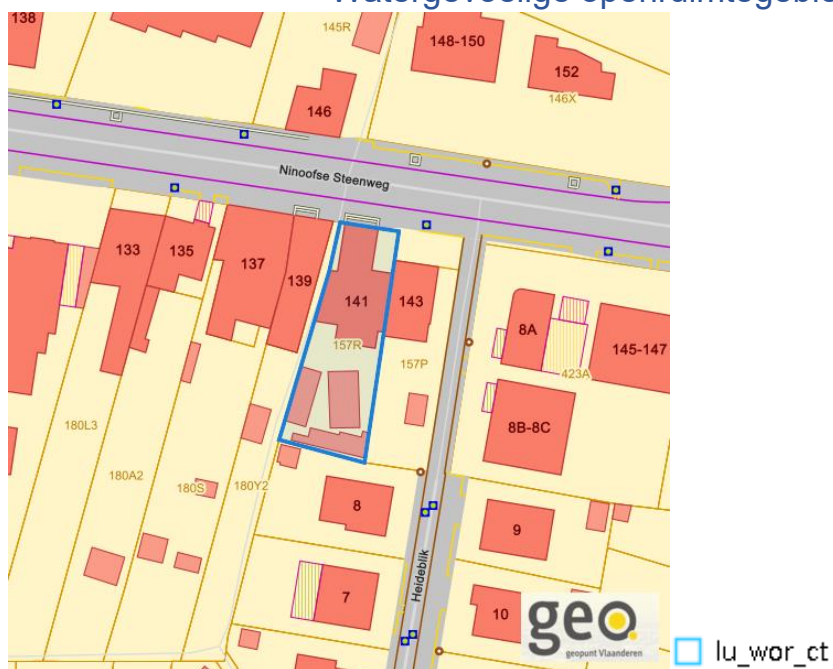 Watergevoelige openruimtegebie
138
145R
148-150
152
146X
146
Ninoofse Steenweg
133
135
137
139
141
143
157R
157P
8A
145-147
423A
8B-8C
180L3
180A2
180S
180Y2
8
9
7
10
Heideblik
geo
geopunt Vlaanderen
lu_wor_ct